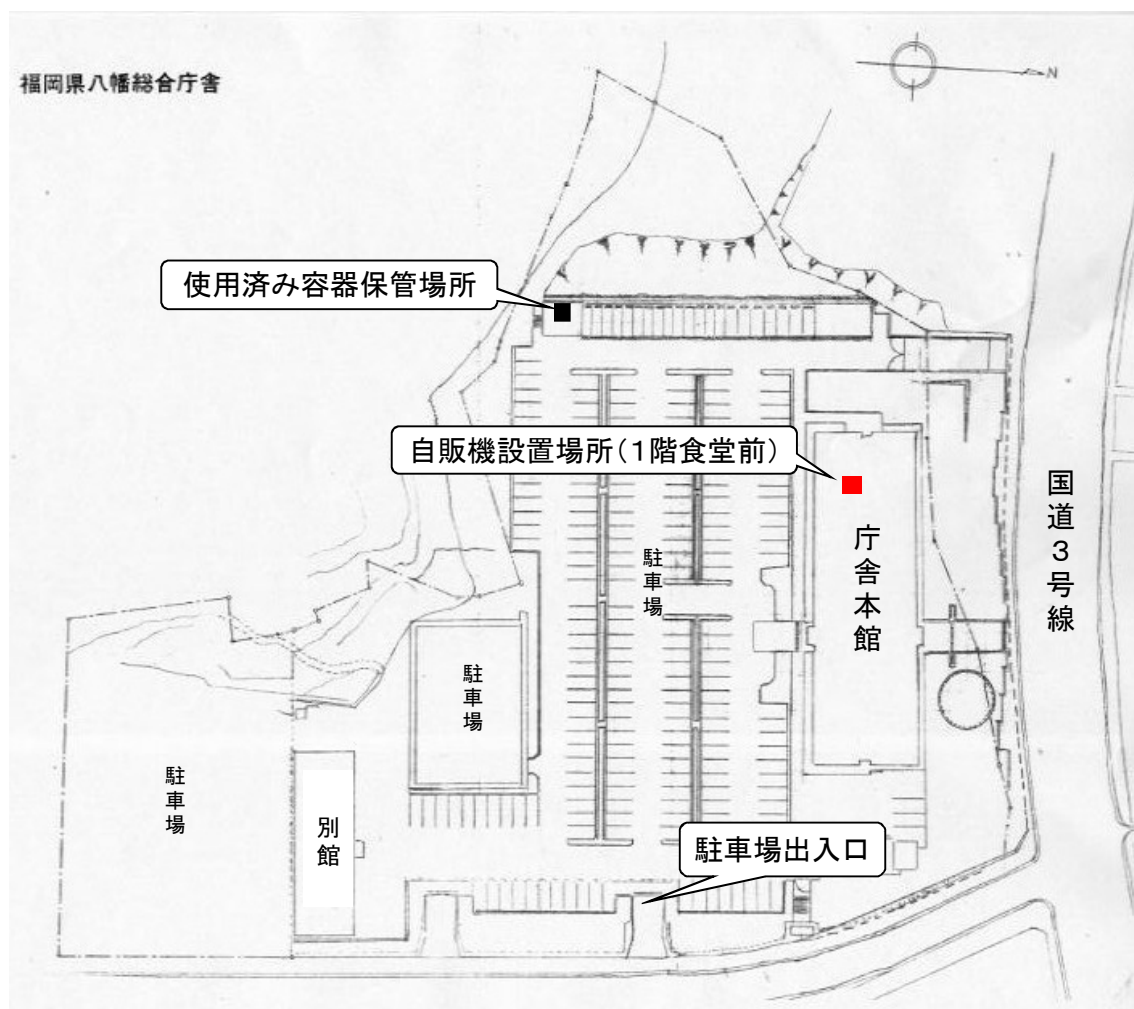 福岡県八幡総合庁舎
N
使用済み容器保管場所
自販機設置場所(1階食堂前)
国道3号線
庁舎本館
駐車場
駐車場
駐車場
別館
駐車場出入口